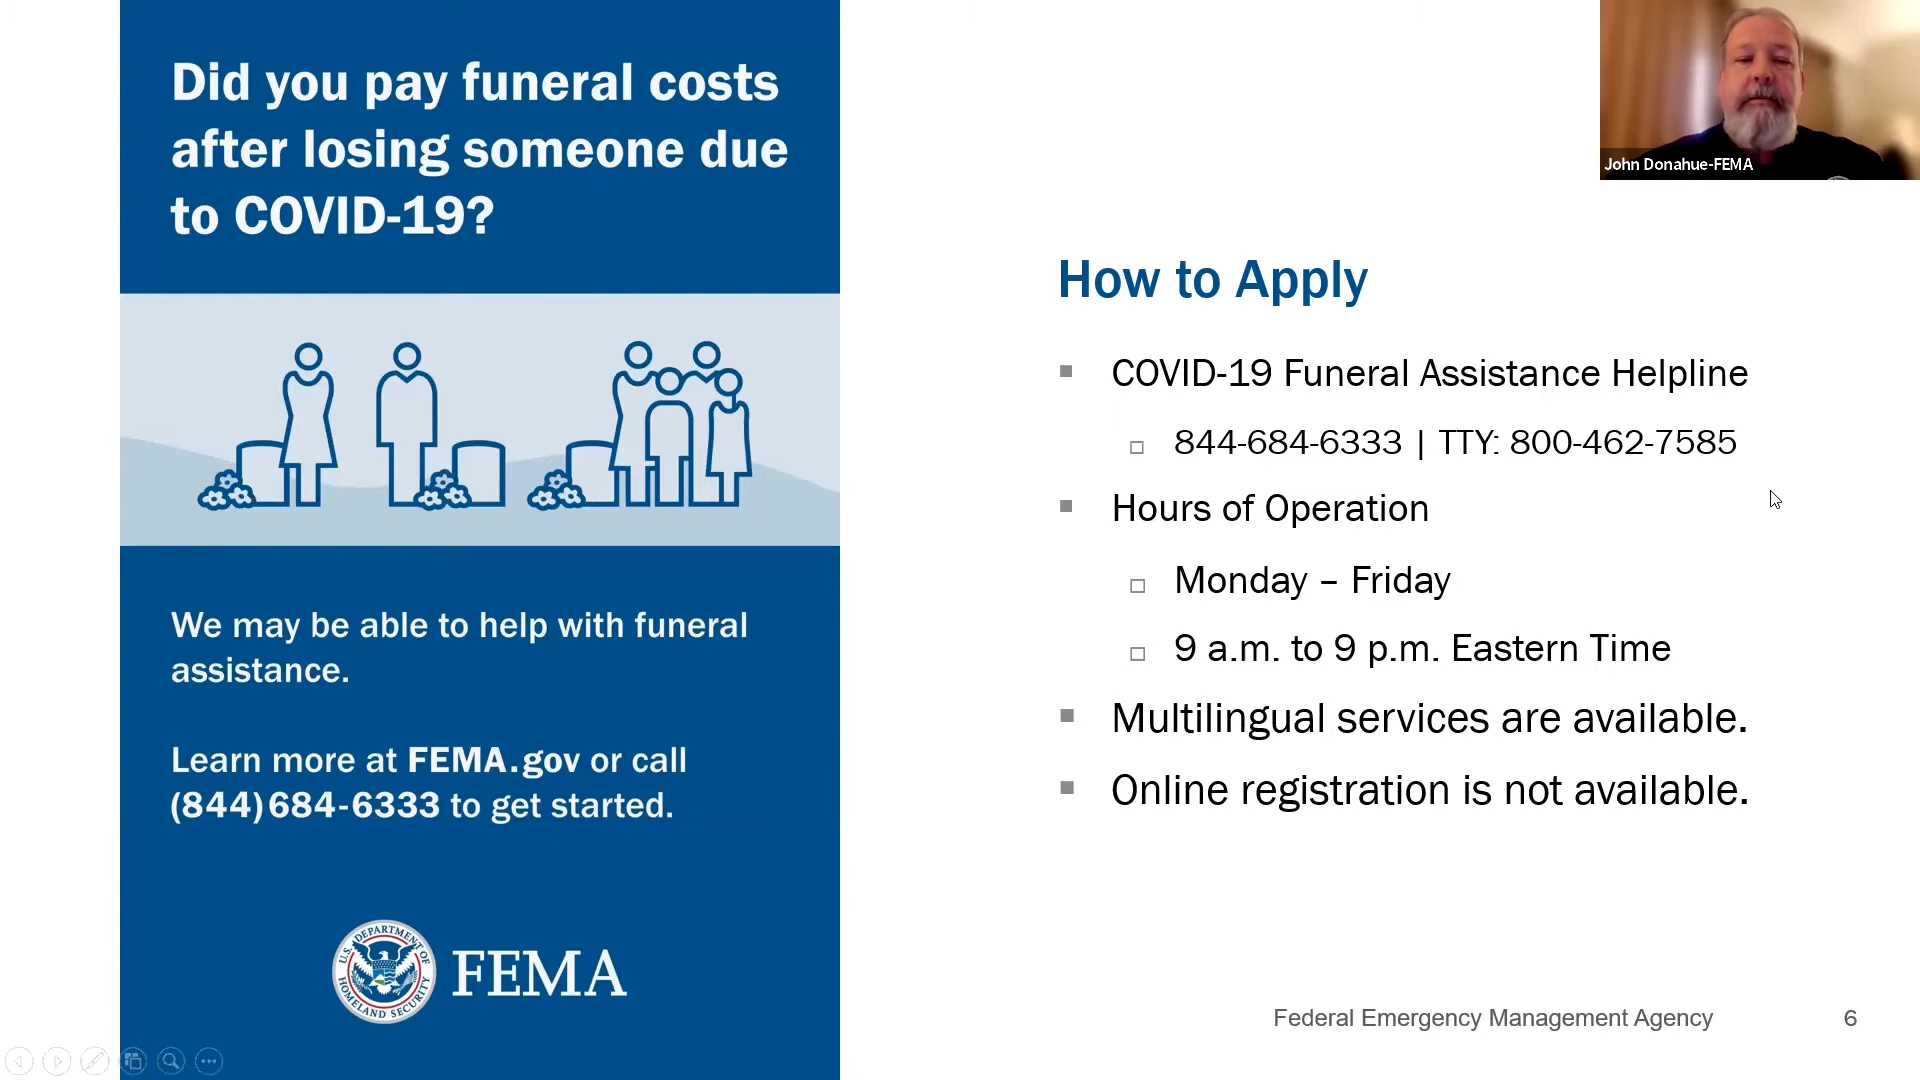 Did you pay funeral costs
after losing someone due
to COVID-19?
We may be able to help with funeral
assistance.
Learn more at FEMA.gov or call
(844) 684-6333 to get started.
U.S. DEPARTMENT OF
HOMELAND SECURITY
FEMA
John Donahue-FEMA
How to Apply
COVID-19 Funeral Assistance Helpline
844-684-6333 | TTY: 800-462-7585
Hours of Operation
Monday – Friday
9 a.m. to 9 p.m. Eastern Time
Multilingual services are available.
Online registration is not available.
Federal Emergency Management Agency 6